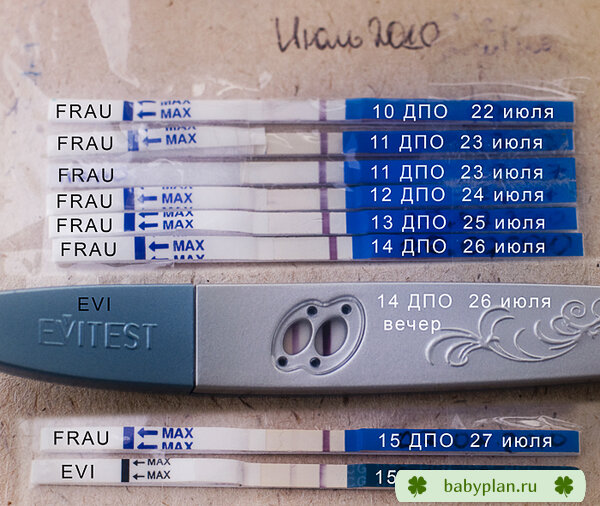 Июль 2010
FRAU MAX MAX 10 ДПО 22 июля
FRAU MAX 11 ДПО 23 июля
FRAU 11 ДПО 23 июля
FRAU MAX 12 ДПО 24 июля
FRAU MAX MAX 13 ДПО 25 июля
FRAU MAX 14 ДПО 26 июля
EVI 14 ДПО 26 июля
EVITEST вечер
FRAU MAX MAX 15 ДПО 27 июля
EVI MAX MAX 15
babyplan.ru